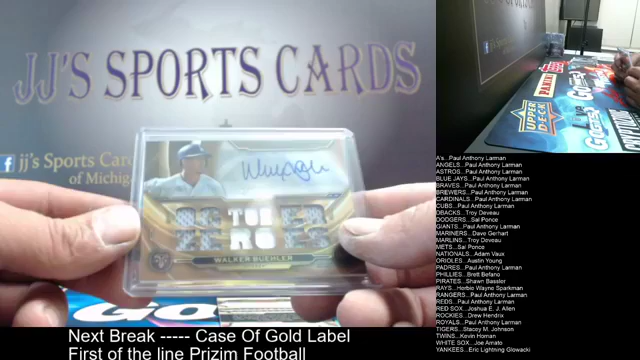 JJ'S SPORTS CARDS
jj's Sports Card
of Michiga
WALKER BUEHLER
UPPER DECK
PANINI
GO
A's.. Paul Anthony Larman
ANGELS...Paul Anthony Larman
ASTROS...Paul Anthony Larman
BLUE JAYS...Paul Anthony Larman
BRAVES...Paul Anthony Larman
BREWERS...Paul Anthony Larman
CARDINALS...Paul Anthony Larman
CUBS...Paul Anthony Larman
DBACKS...Troy Deveau
DODGERS...Sal Ponce
GIANTS...Paul Anthony Larman
MARINERS...Dave Gerhart
MARLINS...Troy Deveau
METS...Sal Ponce
NATIONALS...Adam Vaux
ORIOLES...Austin Young
PADRES...Paul Anthony Larman
PHILLIES...Brett Befano
PIRATES...Shawn Bassler
RAYS...Herbie Wayne Sparkman
RANGERS...Paul Anthony Larman
REDS...Paul Anthony Larman
RED SOX...Joshua E. J. Allen
ROCKIES...Drew Hendrix
ROYALS...Paul Anthony Larman
TIGERS...Stacey M. Johnson
TWINS...Kevin Homan
WHITE SOX...Joe Amato
YANKEES...Eric Lightning Glowacki
Next Break ----- Case Of Gold Label
First of the line Prizim Football